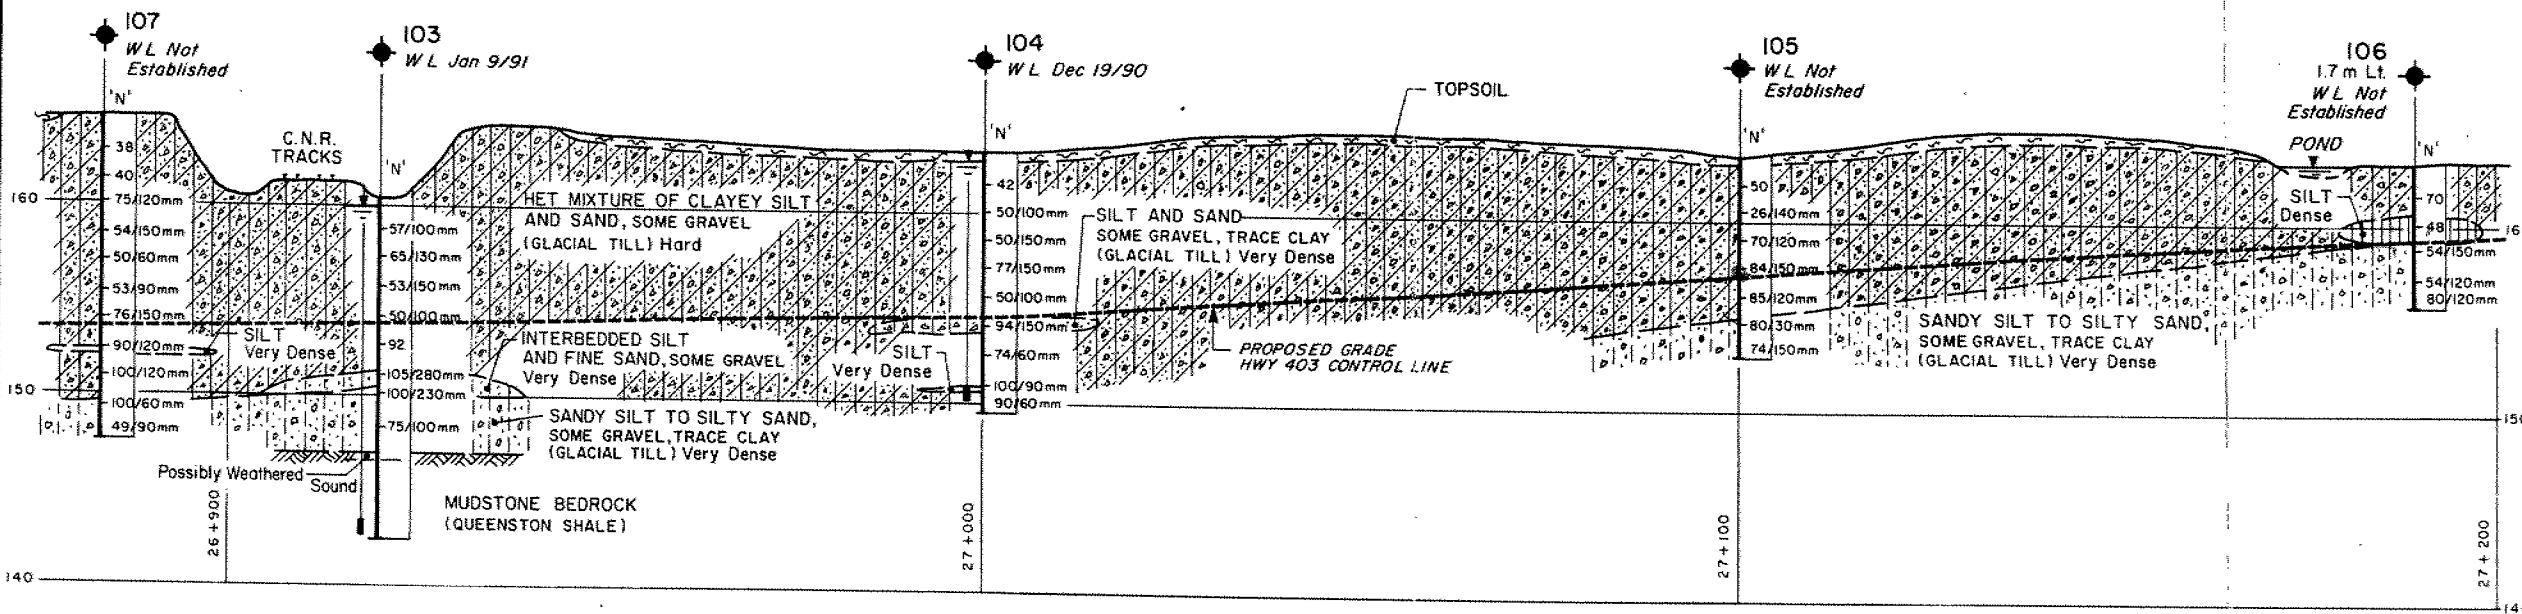 107
W L Not
Established
'N'
38
40
75/120mm
54/150mm
50/60mm
53/90mm
76/150mm
90/120mm
100/120mm
100/60mm
49/90mm
C.N.R.
TRACKS
103
W L Jan 9/91
'N'
57/100mm
65/130mm
53/150mm
50/100mm
92
105/280mm
100/230mm
75/100mm
SILT
Very Dense
Possibly Weathered
Sound
MUDSTONE BEDROCK
(QUEENSTON SHALE)
HET MIXTURE OF CLAYEY SILT
AND SAND, SOME GRAVEL
(GLACIAL TILL) Hard
INTERBEDDED SILT
AND FINE SAND, SOME GRAVEL
Very Dense
SANDY SILT TO SILTY SAND,
SOME GRAVEL, TRACE CLAY
(GLACIAL TILL) Very Dense
SILT
Very Dense
104
W L Dec 19/90
'N'
42
50/100mm
50/150mm
77/150mm
50/100mm
94/150mm
74/60mm
100/90mm
90/60mm
SILT AND SAND
SOME GRAVEL, TRACE CLAY
(GLACIAL TILL) Very Dense
TOPSOIL
PROPOSED GRADE
HWY 403 CONTROL LINE
105
W L Not
Established
'N'
50
26/140mm
70/120mm
84/150mm
85/120mm
80/30mm
74/150mm
SANDY SILT TO SILTY SAND,
SOME GRAVEL, TRACE CLAY
(GLACIAL TILL) Very Dense
106
1.7 m Lt.
W L Not
Established
POND
SILT
Dense
'N'
70
48
54/150mm
54/120mm
80/120mm
160
150
140
26+900
27+000
27+100
27+200